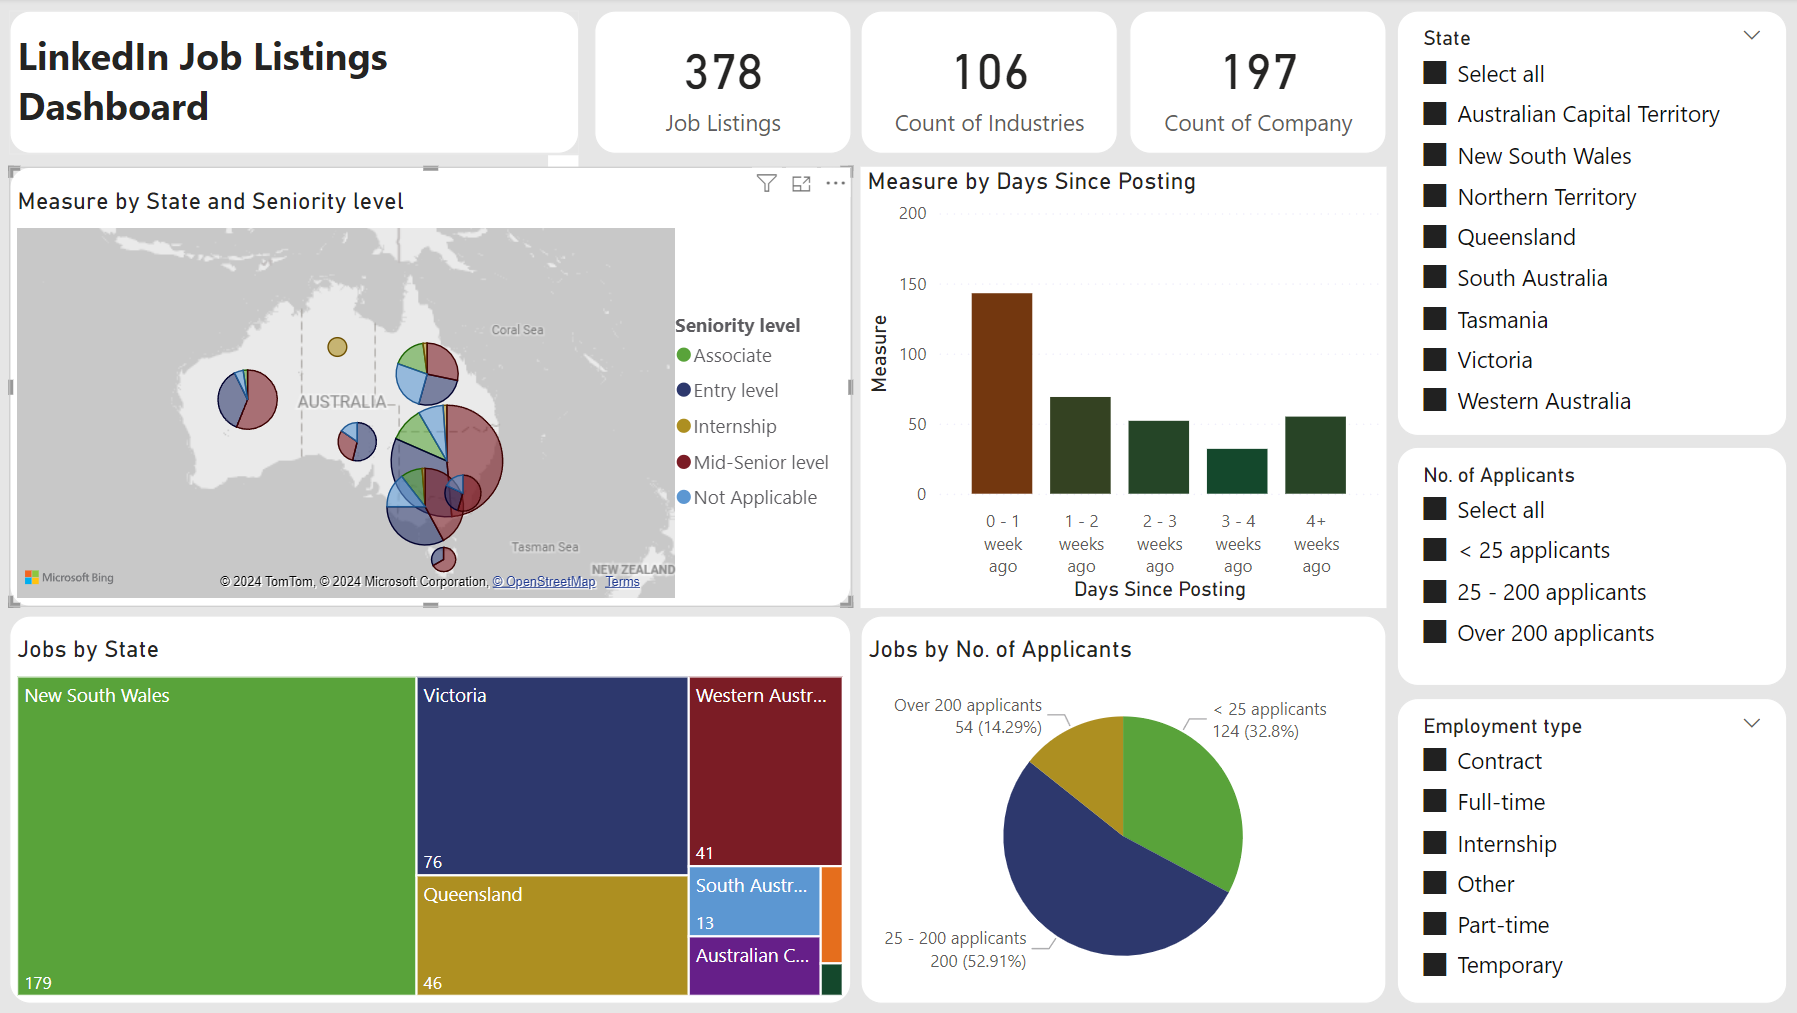 LinkedIn Job Listings
Dashboard
378
Job Listings
106
Count of Industries
197
Count of Company
Measure by State and Seniority level
Coral Sea
AUSTRALIA
Tasman Sea
NEW ZEALAND
Microsoft Bing
© 2024 TomTom, © 2024 Microsoft Corporation, © OpenStreetMap Terms
Seniority level
Associate
Entry level
Internship
Mid-Senior level
Not Applicable
Measure by Days Since Posting
Measure
200
150
100
50
0
0 - 1
week
ago
1 - 2
weeks
ago
2 - 3
weeks
ago
3 - 4
weeks
ago
4+
weeks
ago
Days Since Posting
Jobs by State
New South Wales
179
Victoria
76
Queensland
46
Western Austr...
41
South Austr...
13
Australian C...
Jobs by No. of Applicants
Over 200 applicants
54 (14.29%)
< 25 applicants
124 (32.8%)
25 - 200 applicants
200 (52.91%)
State
Select all
Australian Capital Territory
New South Wales
Northern Territory
Queensland
South Australia
Tasmania
Victoria
Western Australia
No. of Applicants
Select all
< 25 applicants
25 - 200 applicants
Over 200 applicants
Employment type
Contract
Full-time
Internship
Other
Part-time
Temporary